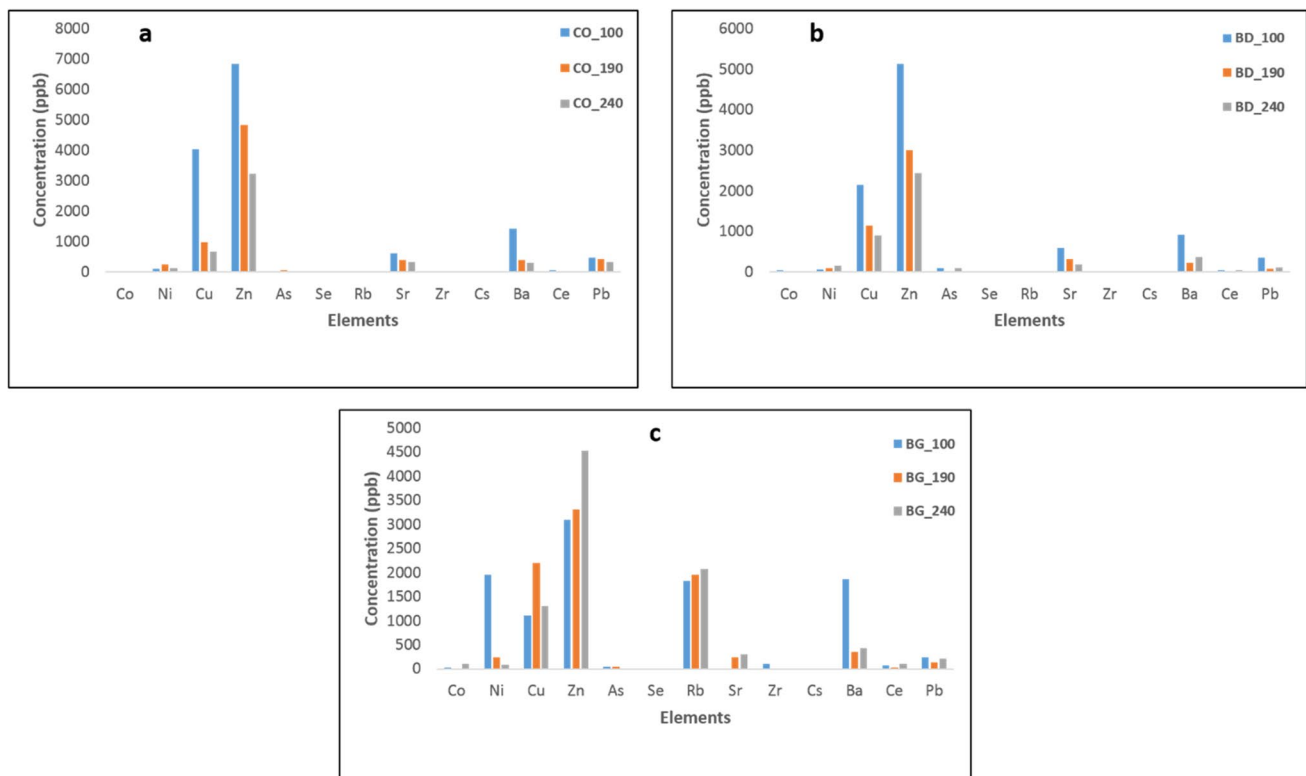 a
CO_100
CO_190
CO_240
8000
7000
6000
5000
4000
3000
2000
1000
0
Concentration (ppb)
Co Ni Cu Zn As Se Rb Sr Zr Cs Ba Ce Pb
Elements
b
BD_100
BD_190
BD_240
6000
5000
4000
3000
2000
1000
0
Concentration (ppb)
Co Ni Cu Zn As Se Rb Sr Zr Cs Ba Ce Pb
Elements
c
BG_100
BG_190
BG_240
5000
4500
4000
3500
3000
2500
2000
1500
1000
500
0
Concentration (ppb)
Co Ni Cu Zn As Se Rb Sr Zr Cs Ba Ce Pb
Elements